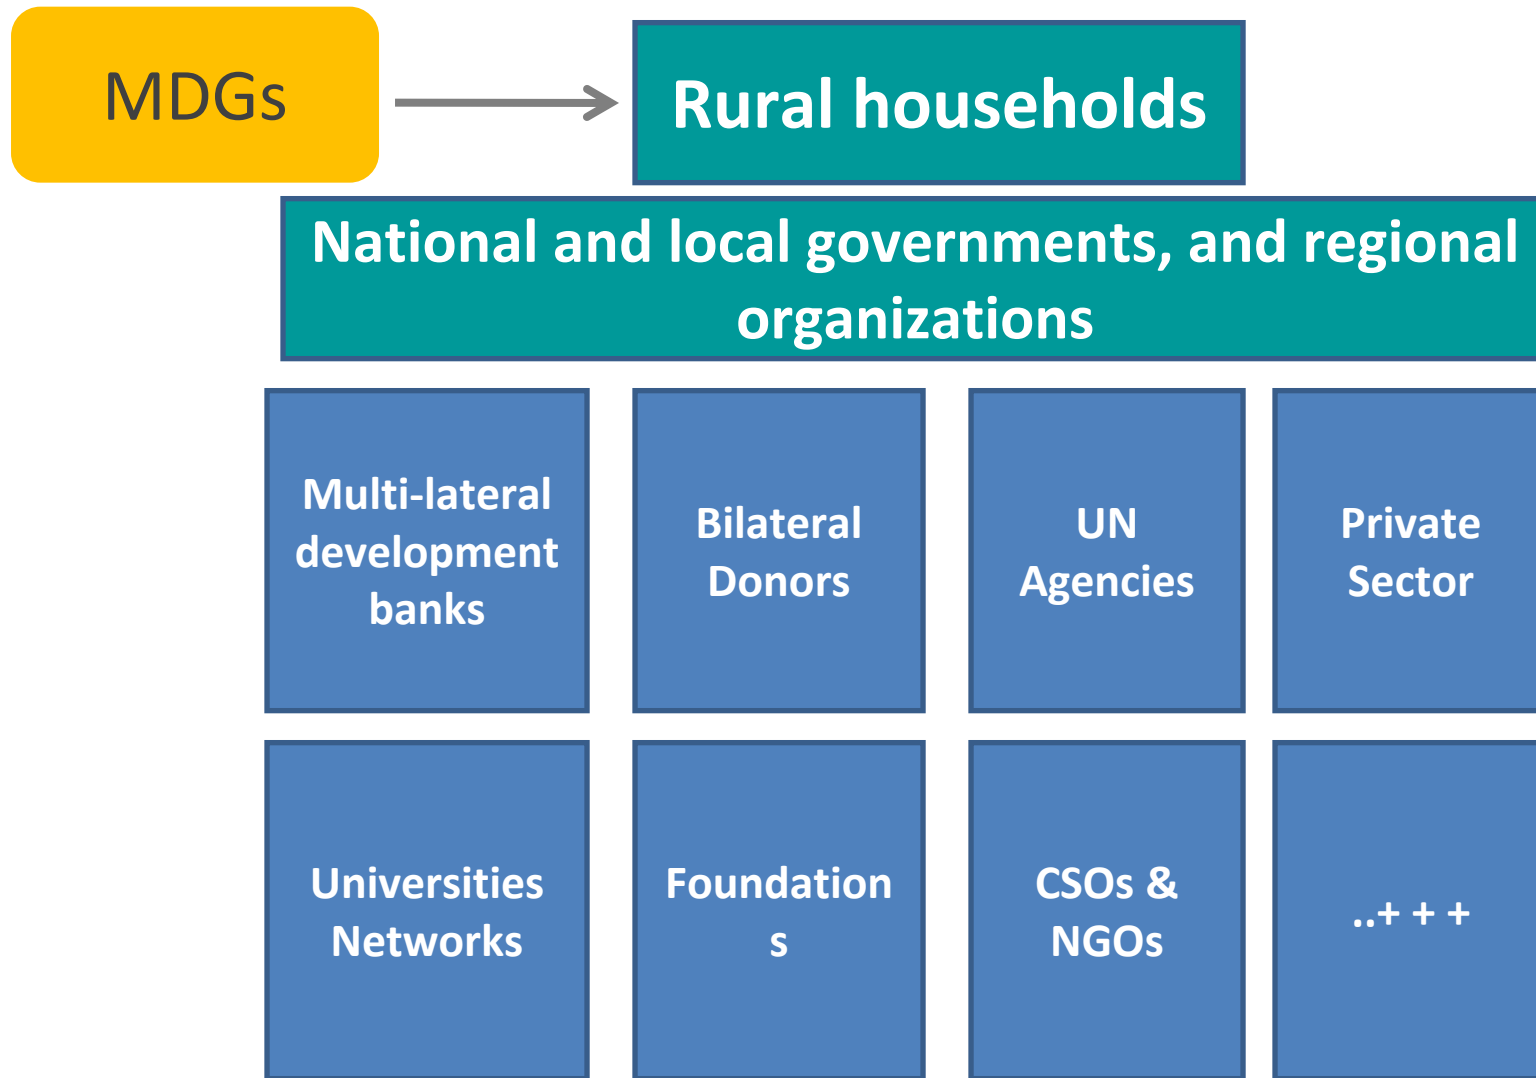 MDGs
Rural households
National and local governments, and regional
organizations
Multi-lateral
development
banks
Bilateral
Donors
UN
Agencies
Private
Sector
Universities
Networks
Foundation
s
CSOs &
NGOs
..+ + +